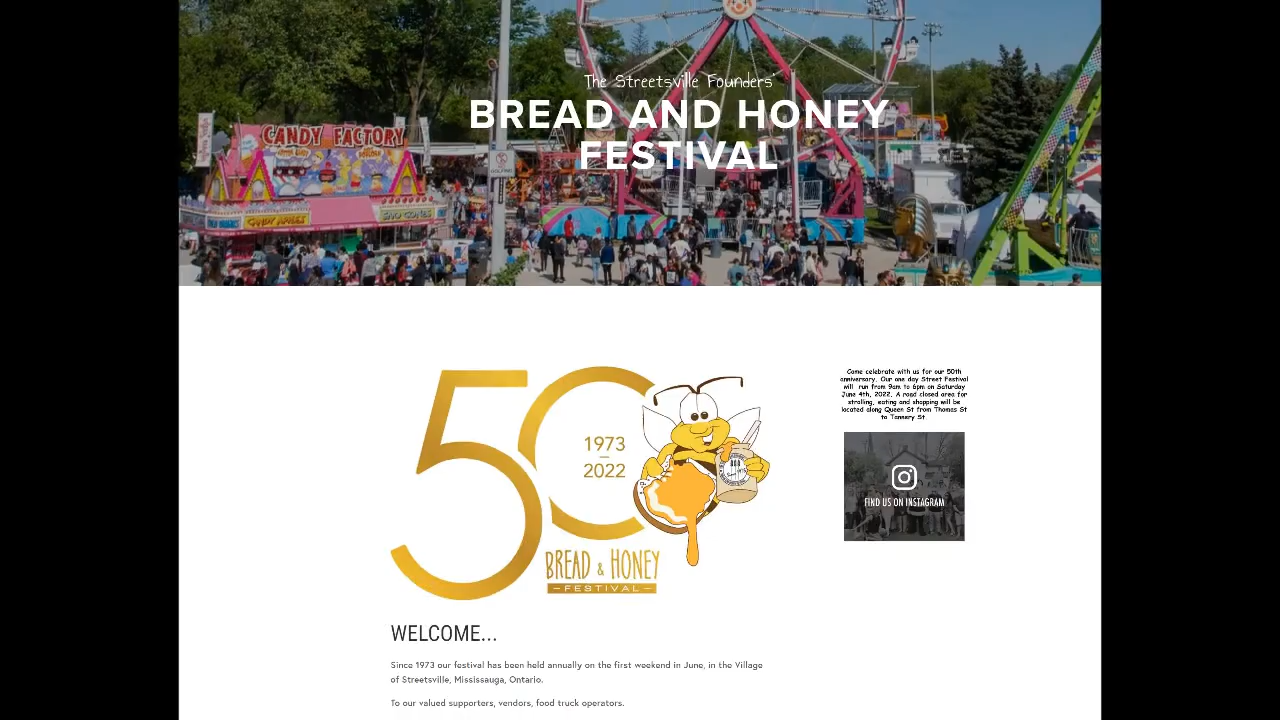 The Streetsville Founders'
BREAD AND HONEY
FESTIVAL
CANDY FACTORY
CANDY APPLES
SNO CONES
50
1973
2022
BREAD & HONEY
FESTIVAL
Come celebrate with us for our 50th
anniversary. Our one day Street Festival
will run from 9am to 6pm on Saturday
June 4th, 2022. A road closed area for
strolling, eating and shopping will be
located along Queen St from Thomas St
to Tannery St.
FIND US ON INSTAGRAM
WELCOME...
Since 1973 our festival has been held annually on the first weekend in June, in the Village
of Streetsville, Mississauga, Ontario.
To our valued supporters, vendors, food truck operators.